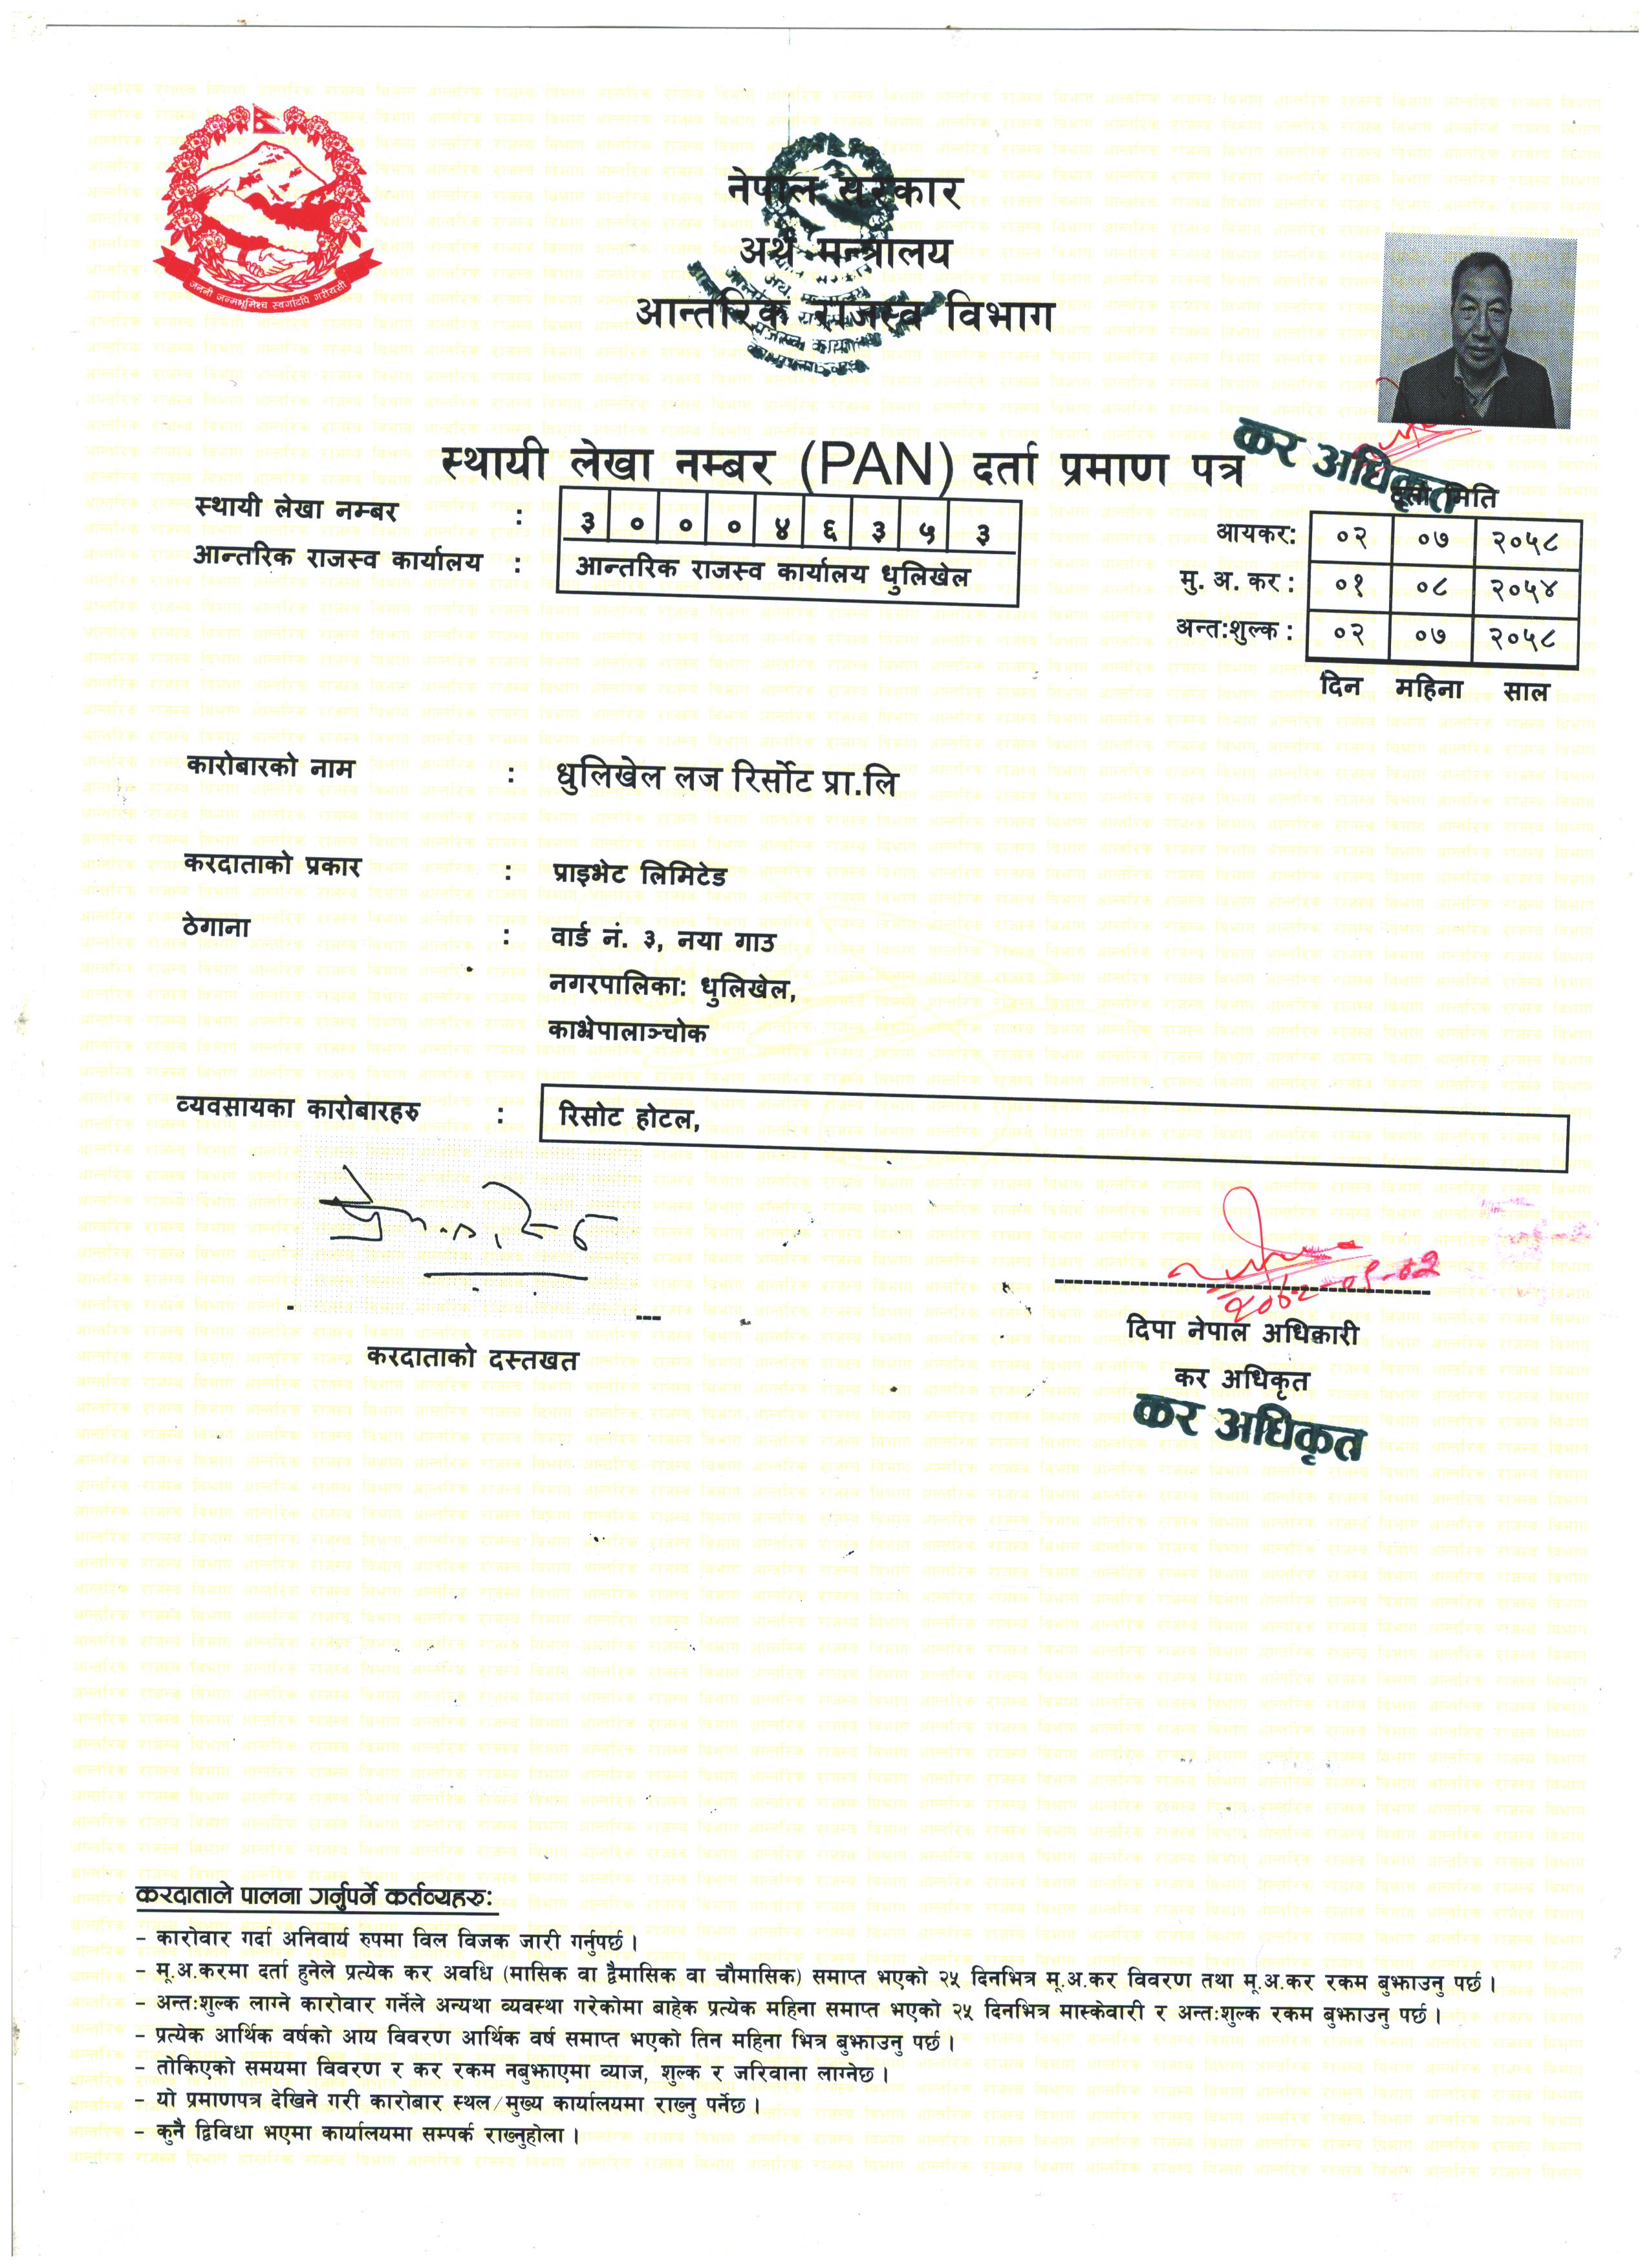 जननी जन्मभूमिश्च स्वर्गादपि गरीयसी
नेपाल सरकार
अर्थ मन्त्रालय
आन्तरिक राजस्व विभाग
कर अधिकृत
स्थायी लेखा नम्बर (PAN) दर्ता प्रमाण पत्र
दर्ता मिति
स्थायी लेखा नम्बर : ३ ० ० ० ४ ६ ३ ५ ३
आन्तरिक राजस्व कार्यालय : आन्तरिक राजस्व कार्यालय धुलिखेल
आयकर: ०२ ०७ २०५८
मु. अ. कर : ०१ ०८ २०५४
अन्त:शुल्क : ०२ ०७ २०५८
दिन महिना साल
कारोबारको नाम : धुलिखेल लज रिर्सोट प्रा.लि
करदाताको प्रकार : प्राइभेट लिमिटेड
ठेगाना : वार्ड नं. ३, नया गाउ
नगरपालिका: धुलिखेल,
काभ्रेपालाञ्चोक
व्यवसायका कारोबारहरु : रिसोट होटल,
करदाताको दस्तखत
दिपा नेपाल अधिकारी
कर अधिकृत
कर अधिकृत
करदाताले पालना गर्नुपर्ने कर्तव्यहरु:
– कारोवार गर्दा अनिवार्य रुपमा विल विजक जारी गर्नुपर्छ ।
– मू.अ.करमा दर्ता हुनेले प्रत्येक कर अवधि (मासिक वा द्वैमासिक वा चौमासिक) समाप्त भएको २५ दिनभित्र मू.अ.कर विवरण तथा मू.अ.कर रकम बुझाउनु पर्छ ।
– अन्त:शुल्क लाग्ने कारोवार गर्नेले अन्यथा व्यवस्था गरेकोमा बाहेक प्रत्येक महिना समाप्त भएको २५ दिनभित्र मास्केवारी र अन्त:शुल्क रकम बुझाउनु पर्छ ।
– प्रत्येक आर्थिक वर्षको आय विवरण आर्थिक वर्ष समाप्त भएको तिन महिना भित्र बुझाउनु पर्छ ।
– तोकिएको समयमा विवरण र कर रकम नबुझाएमा व्याज, शुल्क र जरिवाना लाग्नेछ ।
– यो प्रमाणपत्र देखिने गरी कारोबार स्थल/मुख्य कार्यालयमा राख्नु पर्नेछ ।
– कुनै द्विविधा भएमा कार्यालयमा सम्पर्क राख्नुहोला ।